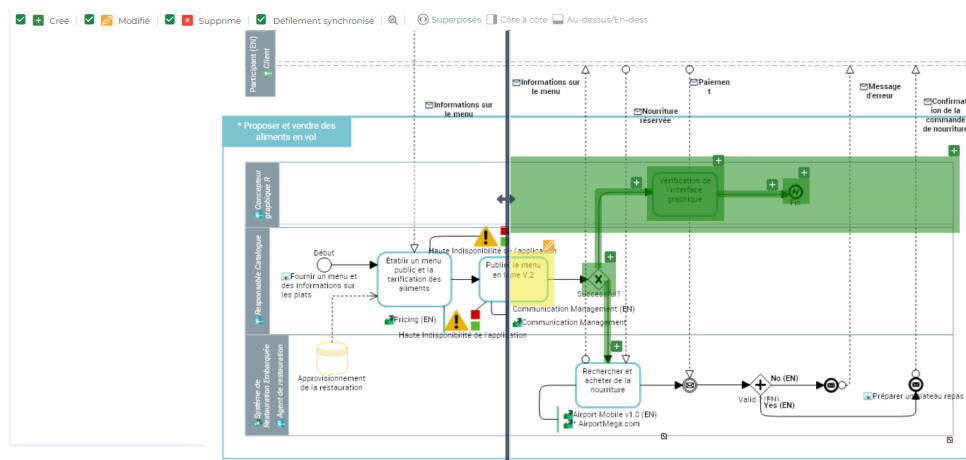 Créé
Modifié
Supprimé
Défilement synchronisé
Superposés
Côte à côte
Au-dessus/En-dess
Participant (EN)
Client
Informations sur
le menu
Informations sur
le menu
Nourriture
réservée
Paiemen
t
Message
d'erreur
Confirmat
ion de la
commande
de nourriture
* Proposer et vendre des
aliments en vol
Concepteur
graphique R
Vérification de
l'interface
graphique
Fin
Responsable Catalogue
Début
Fournir un menu et
des informations sur
les plats
Établir un menu
public et la
tarification des
aliments
Pricing (EN)
Haute Indisponibilité de l'application
Publier le menu
en ligne V.2
Haute Indisponibilité de l'application
Communication Management (EN)
Communication Management
Successful?
Système de
Restauration Embarquée
Agent de restauration
Approvisionnement
de la restauration
Rechercher et
acheter de la
nourriture
Airport Mobile v1.0 (EN)
* AirportMega.com
Valid ? (EN)
No (EN)
Yes (EN)
Préparer un plateau repas